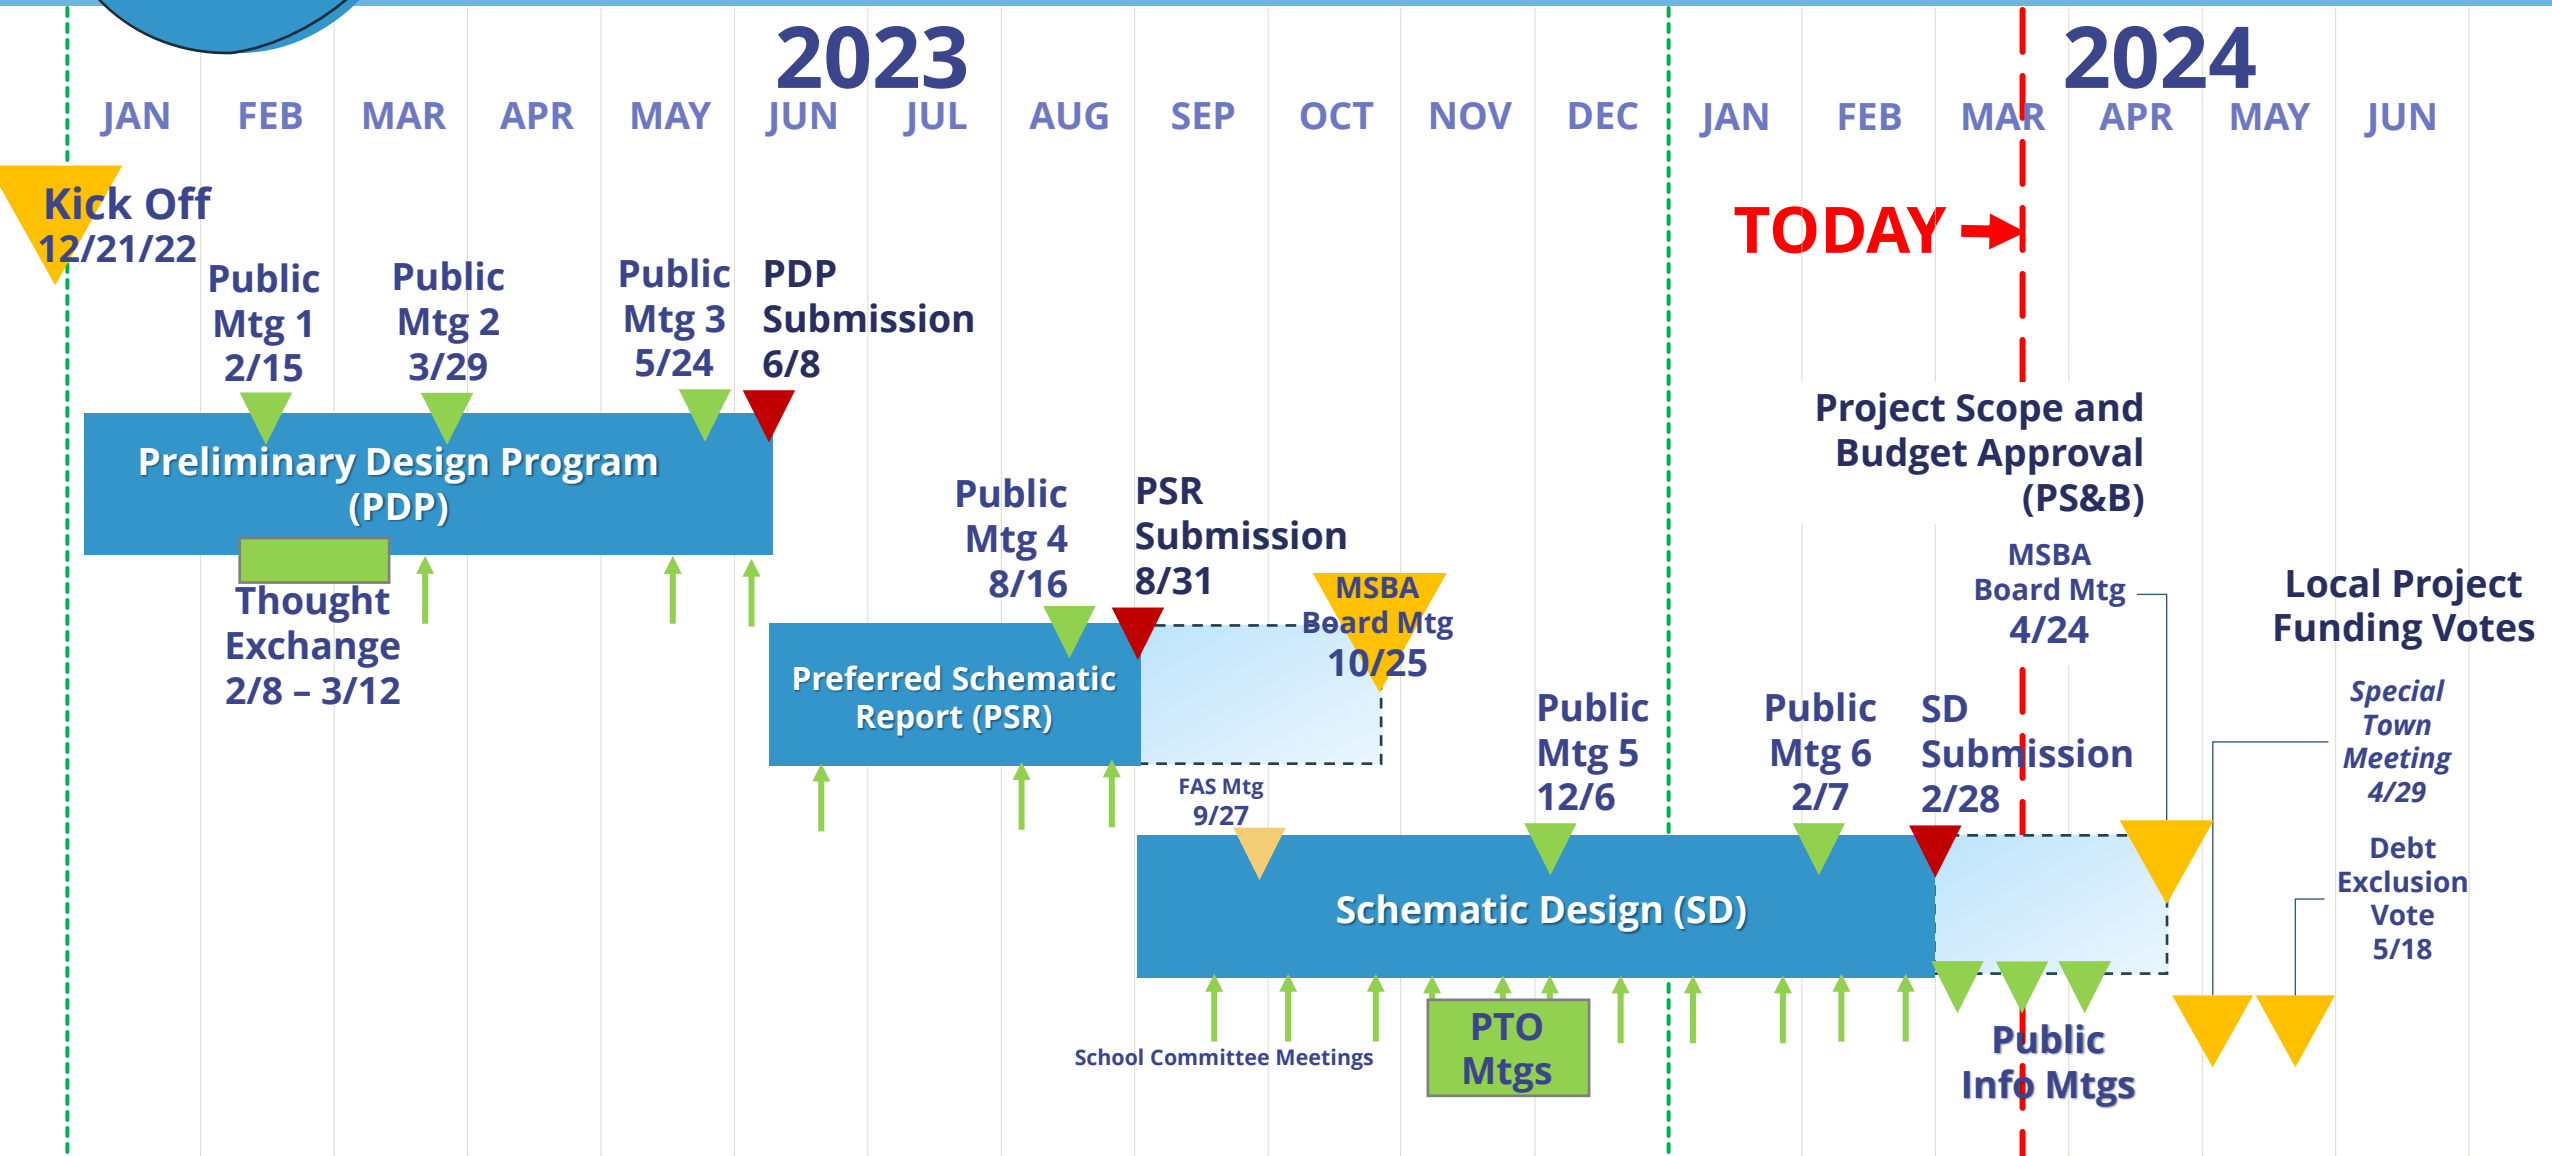 2023
2024
JAN FEB MAR APR MAY JUN JUL AUG SEP OCT NOV DEC JAN FEB MAR APR MAY JUN
Kick Off
12/21/22
TODAY
Public
Mtg 1
2/15
Public
Mtg 2
3/29
Public
Mtg 3
5/24
PDP
Submission
6/8
Preliminary Design Program
(PDP)
Thought
Exchange
2/8 – 3/12
Public
Mtg 4
8/16
PSR
Submission
8/31
MSBA
Board Mtg
10/25
Preferred Schematic
Report (PSR)
Project Scope and
Budget Approval
(PS&B)
MSBA
Board Mtg
4/24
Local Project
Funding Votes
Special
Town
Meeting
4/29
Debt
Exclusion
Vote
5/18
FAS Mtg
9/27
Public
Mtg 5
12/6
Public
Mtg 6
2/7
SD
Submission
2/28
Schematic Design (SD)
School Committee Meetings
PTO
Mtgs
Public
Info Mtgs